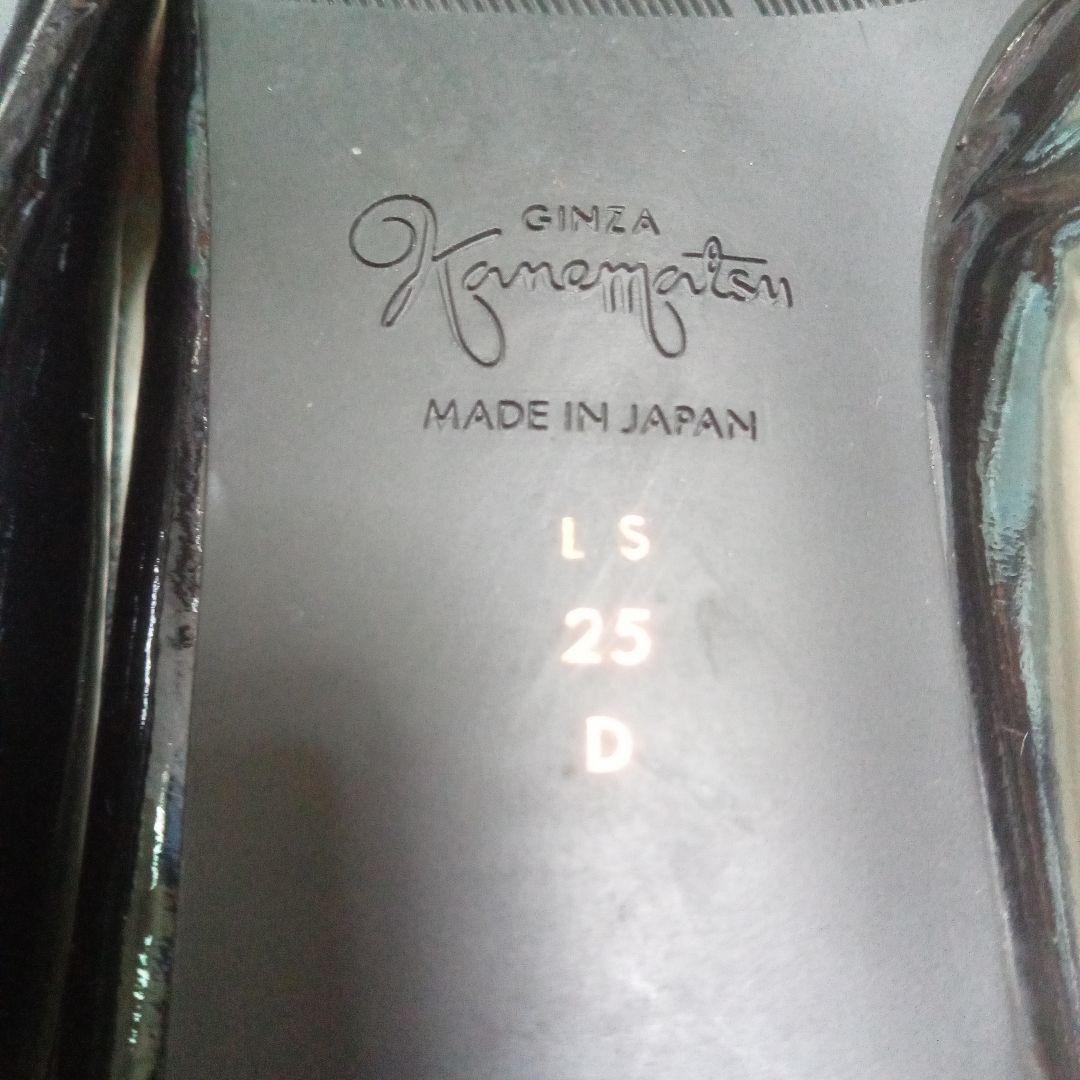 GINZA
Kanematsu
MADE IN JAPAN
L S
25
D